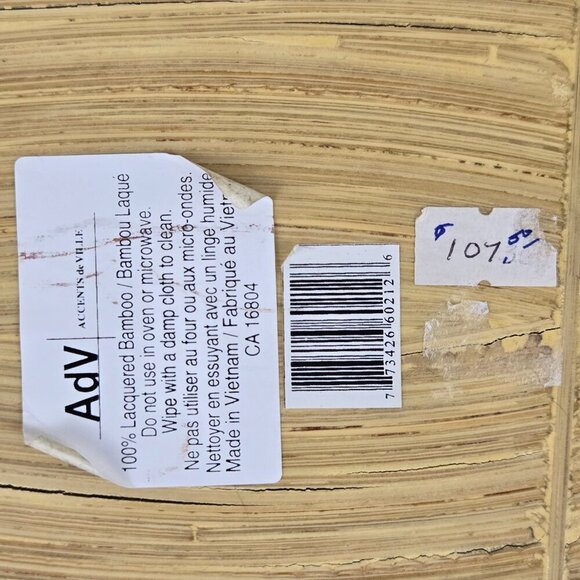 AdV
ACCENTS de VILLE
100% Lacquered Bamboo / Bambou Laqué
Do not use in oven or microwave.
Wipe with a damp cloth to clean.
Ne pas utiliser au four ou aux micro-ondes.
Nettoyer en essuyant avec un linge humide
Made in Vietnam / Fabriqué au
CA 16804
7 73426 60212 6